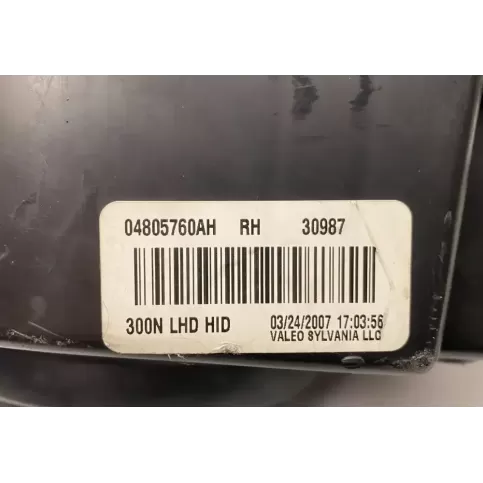 04805760AH RH 30987
300N LHD HID 03/24/2007 17:03:56
VALEO SYLVANIA LLC